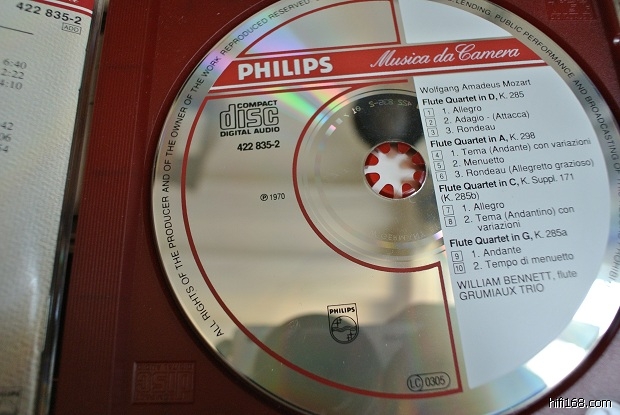 422 835-2
ADD
6:40
12:22
4:10
ALL RIGHTS OF THE PRODUCER AND OF THE OWNER OF THE WORK REPRODUCED RESERVED
LENDING, PUBLIC PERFORMANCE AND BROADCASTING
PHILIPS
Musica da Camera
COMPACT
disc
DIGITAL AUDIO
422 835-2
℗ 1970
PHILIPS
Wolfgang Amadeus Mozart
Flute Quartet in D, K. 285
1 1. Allegro
2 2. Adagio - (Attacca)
3 3. Rondeau
Flute Quartet in A, K. 298
4 1. Tema (Andante) con variazioni
5 2. Menuetto
6 3. Rondeau (Allegretto grazioso)
Flute Quartet in C, K. Suppl. 171
(K. 285b)
7 1. Allegro
8 2. Tema (Andantino) con
variazioni
Flute Quartet in G, K. 285a
9 1. Andante
10 2. Tempo di menuetto
WILLIAM BENNETT, flute
GRUMIAUX TRIO
LC 0305
hifi168.com